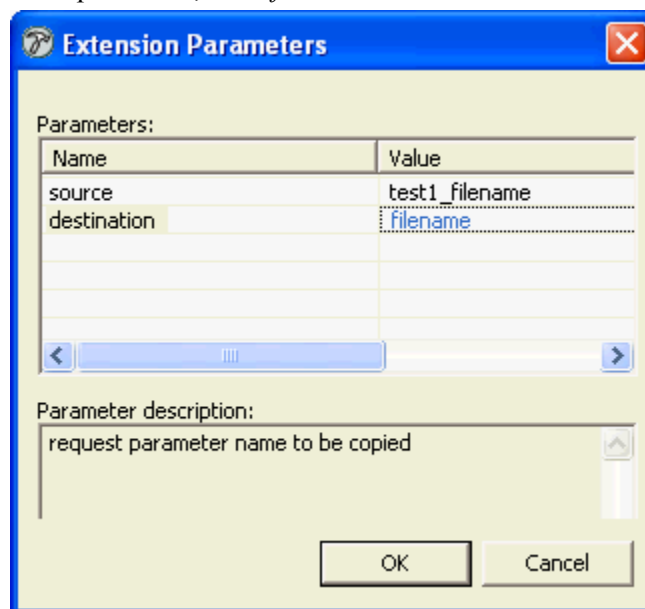 Extension Parameters
Parameters:
Name Value
source test1_filename
destination filename
Parameter description:
request parameter name to be copied
OK Cancel